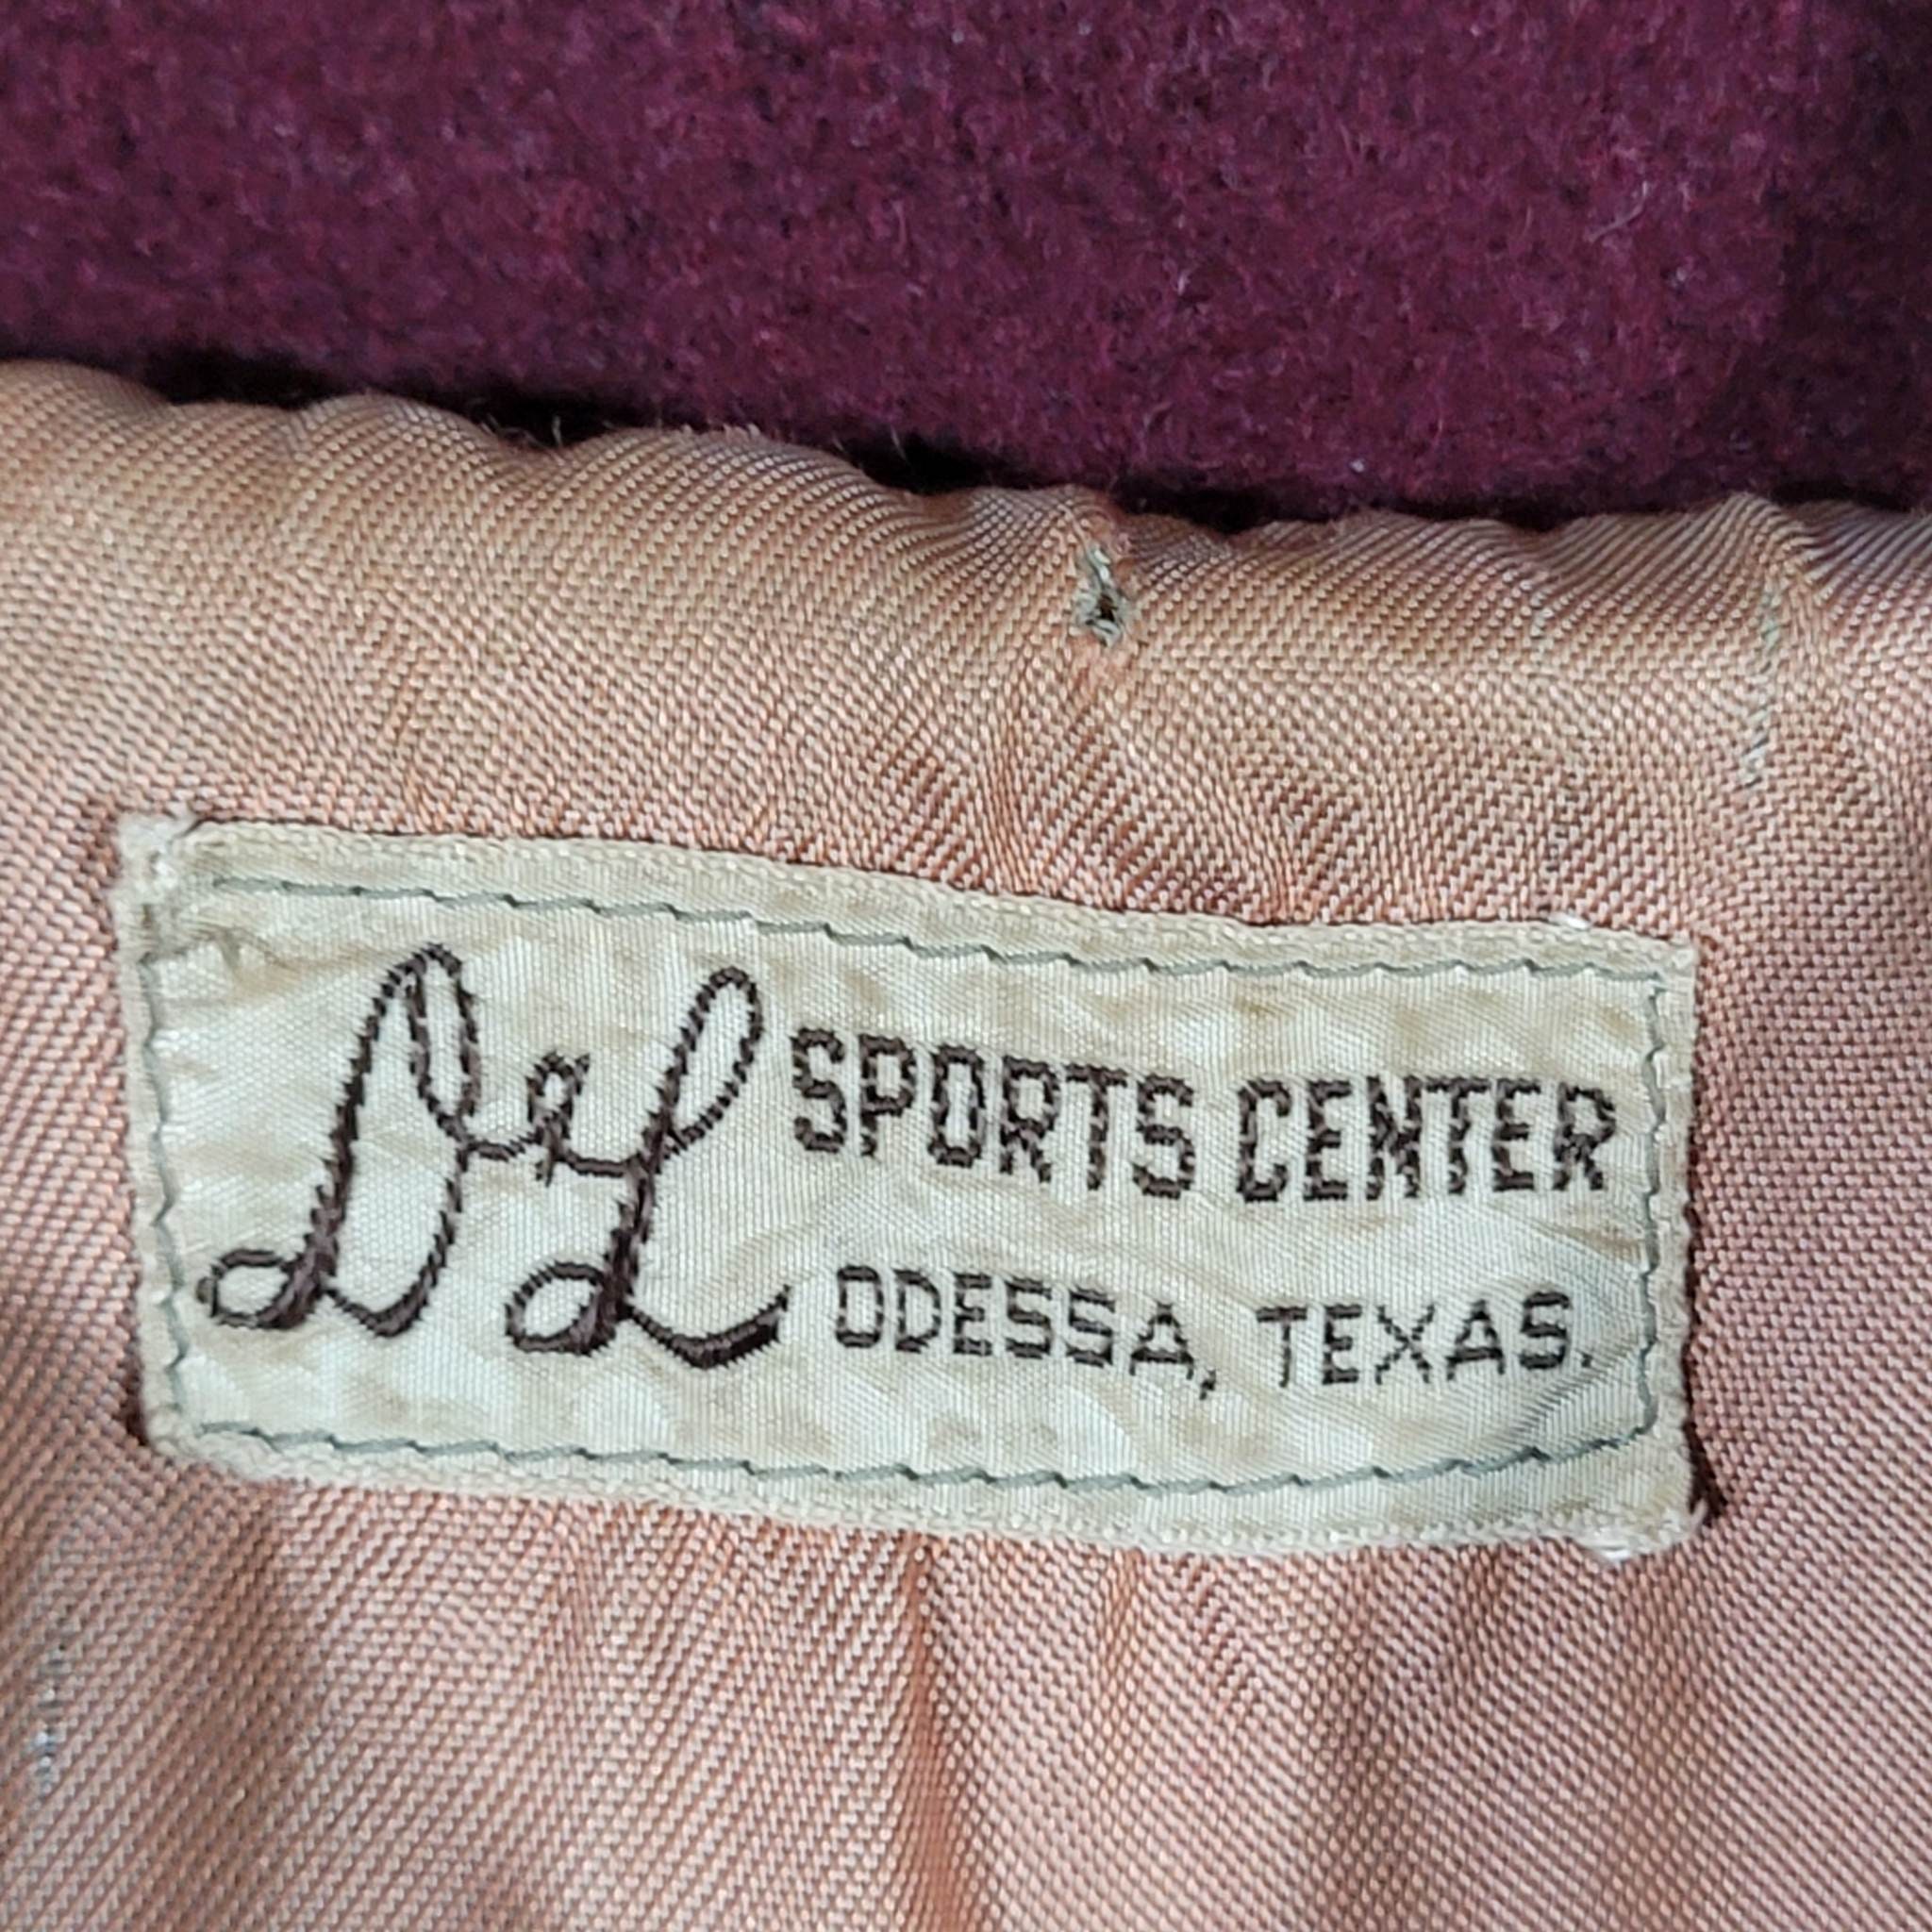 D & L SPORTS CENTER
ODESSA, TEXAS.